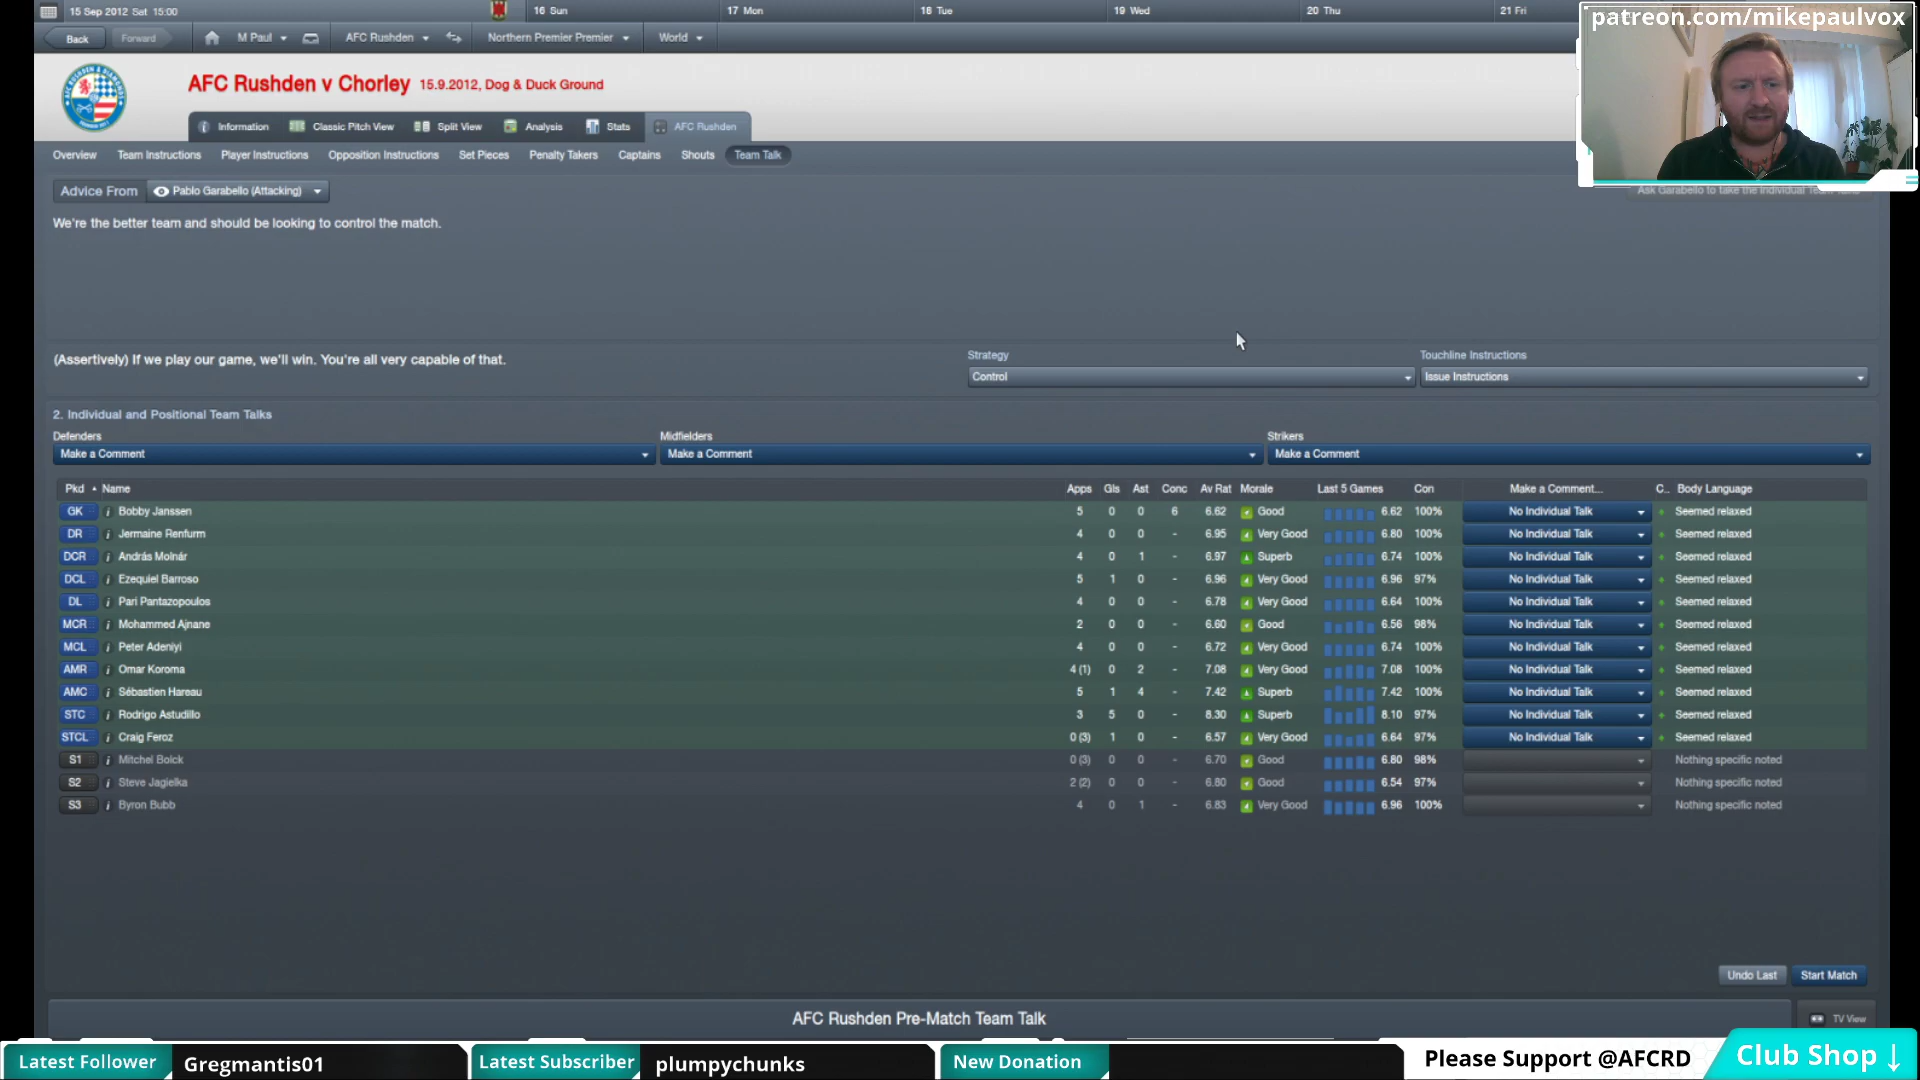 15 Sep 2012 Sat 15:00
16 Sun
17 Mon
18 Tue
19 Wed
20 Thu
21 Fri
patreon.com/mikepaulvox
Back
Forward
M Paul
AFC Rushden
Northern Premier Premier
World
AFC Rushden v Chorley
15.9.2012, Dog & Duck Ground
Information
Classic Pitch View
Split View
Analysis
Stats
AFC Rushden
Overview
Team Instructions
Player Instructions
Opposition Instructions
Set Pieces
Penalty Takers
Captains
Shouts
Team Talk
Advice From
Pablo Garabello (Attacking)
Ask Garabello to take the Individual Team Talks
We're the better team and should be looking to control the match.
(Assertively) If we play our game, we'll win. You're all very capable of that.
Strategy
Control
Touchline Instructions
Issue Instructions
2. Individual and Positional Team Talks
Defenders
Make a Comment
Midfielders
Make a Comment
Strikers
Make a Comment
Pkd Name Apps Gls Ast Conc Av Rat Morale Last 5 Games Con Make a Comment... C.. Body Language
GK i Bobby Janssen 5 0 0 6 6.62 Good 6.62 100% No Individual Talk Seemed relaxed
DR i Jermaine Renfurm 4 0 0 - 6.95 Very Good 6.80 100% No Individual Talk Seemed relaxed
DCR i András Molnár 4 0 1 - 6.97 Superb 6.74 100% No Individual Talk Seemed relaxed
DCL i Ezequiel Barroso 5 1 0 - 6.96 Very Good 6.96 97% No Individual Talk Seemed relaxed
DL i Pari Pantazopoulos 4 0 0 - 6.78 Very Good 6.64 100% No Individual Talk Seemed relaxed
MCR i Mohammed Ajnane 2 0 0 - 6.60 Good 6.56 98% No Individual Talk Seemed relaxed
MCL i Peter Adeniyi 4 0 0 - 6.72 Very Good 6.74 100% No Individual Talk Seemed relaxed
AMR i Omar Koroma 4 (1) 0 2 - 7.08 Very Good 7.08 100% No Individual Talk Seemed relaxed
AMC i Sébastien Hareau 5 1 4 - 7.42 Superb 7.42 100% No Individual Talk Seemed relaxed
STC i Rodrigo Astudillo 3 5 0 - 8.30 Superb 8.10 97% No Individual Talk Seemed relaxed
STCL i Craig Feroz 0 (3) 1 0 - 6.57 Very Good 6.64 97% No Individual Talk Seemed relaxed
S1 i Mitchel Bolck 0 (3) 0 0 - 6.70 Good 6.80 98% Nothing specific noted
S2 i Steve Jagielka 2 (2) 0 0 - 6.80 Good 6.54 97% Nothing specific noted
S3 i Byron Bubb 4 0 1 - 6.83 Very Good 6.96 100% Nothing specific noted
Undo Last
Start Match
AFC Rushden Pre-Match Team Talk
TV View
Latest Follower
Gregmantis01
Latest Subscriber
plumpychunks
New Donation
Please Support @AFCRD
Club Shop ↓